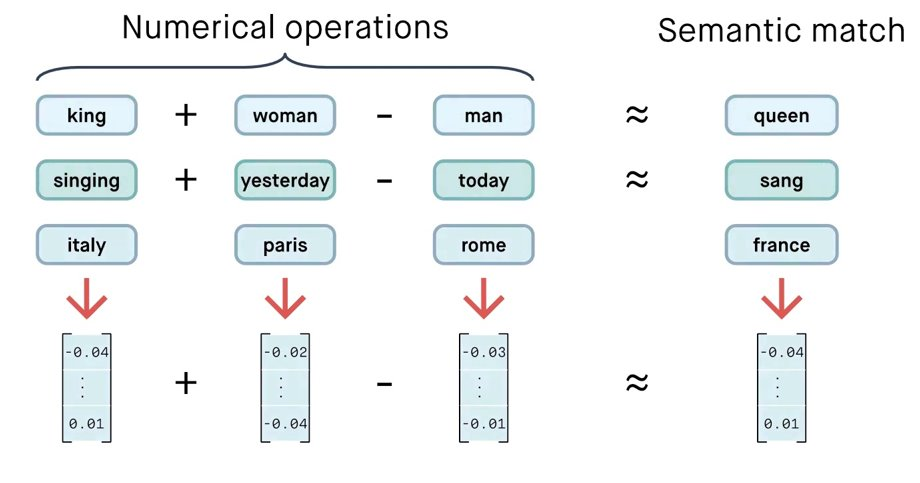 Numerical operations Semantic match
king + woman - man ≈ queen
singing + yesterday - today ≈ sang
italy paris rome france
-0.04 -0.02 -0.03 -0.04
⋮ + ⋮ - ⋮ ≈ ⋮
0.01 -0.04 -0.01 0.01